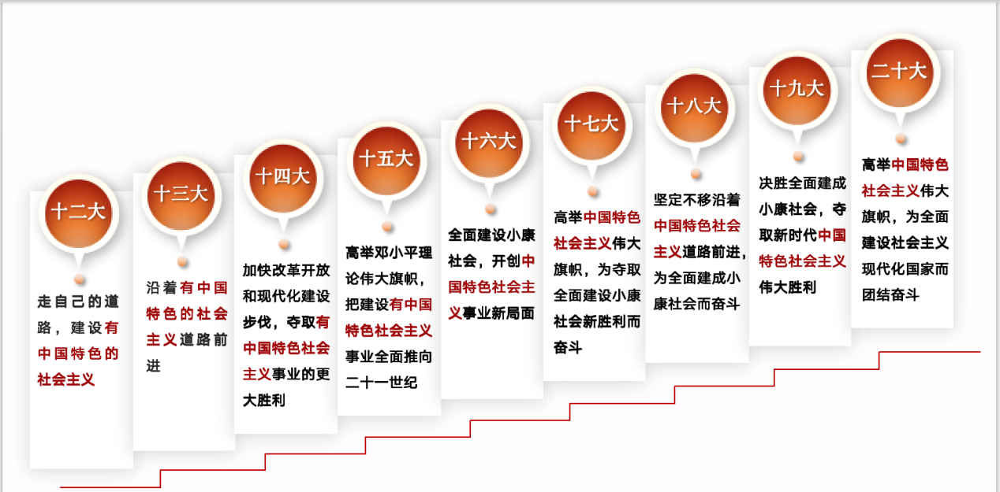 十二大
走自己的道
路，建设有
中国特色的
社会主义
十三大
沿着有中国
特色的社会
主义道路前
进
十四大
加快改革开放
和现代化建设
步伐，夺取有
中国特色社会
主义事业的更
大胜利
十五大
高举邓小平理
论伟大旗帜，
把建设有中国
特色社会主义
事业全面推向
二十一世纪
十六大
全面建设小康
社会，开创中
国特色社会主
义事业新局面
十七大
高举中国特色
社会主义伟大
旗帜，为夺取
全面建设小康
社会新胜利而
奋斗
十八大
坚定不移沿着
中国特色社会
主义道路前进，
为全面建成小
康社会而奋斗
十九大
决胜全面建成
小康社会，夺
取新时代中国
特色社会主义
伟大胜利
二十大
高举中国特色
社会主义伟大
旗帜，为全面
建设社会主义
现代化国家而
团结奋斗